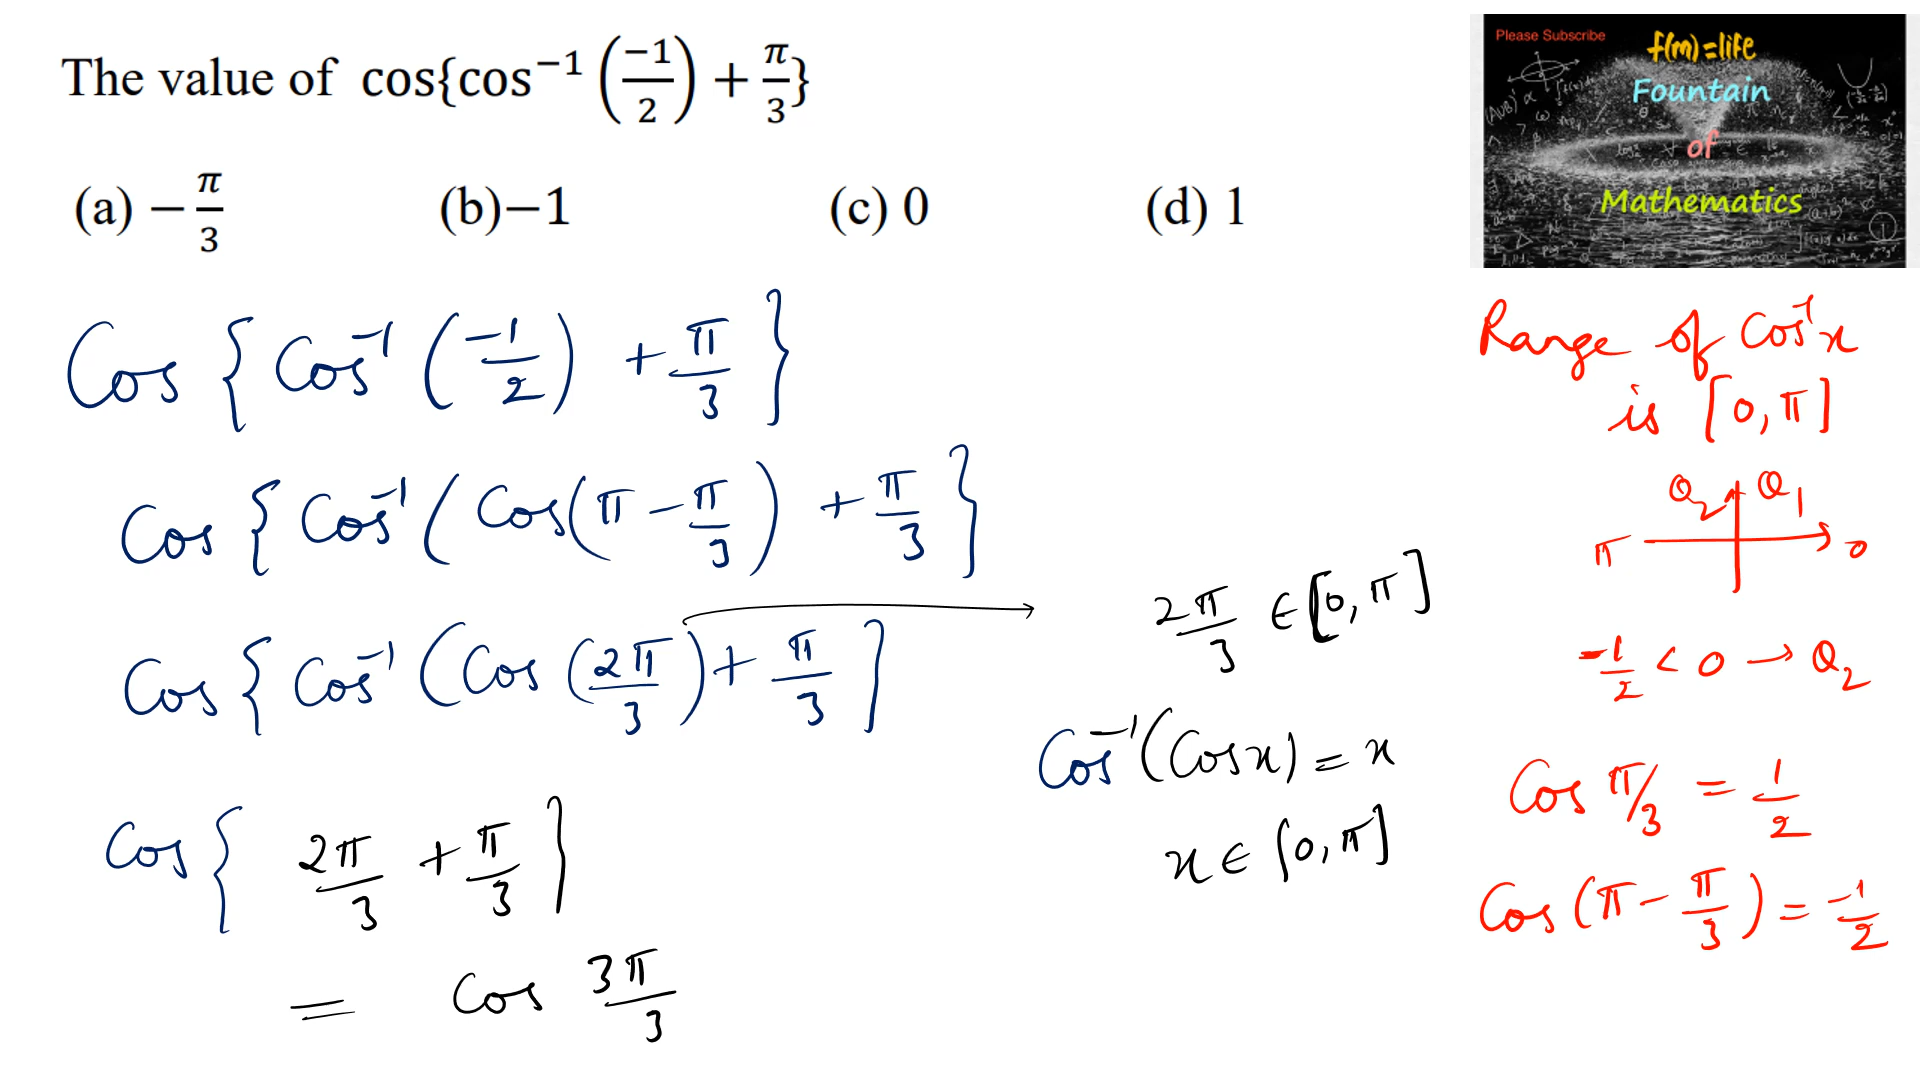 The value of cos{cos⁻¹(-1/2) + π/3}
(a) −π/3 (b)−1 (c) 0 (d) 1
Please Subscribe
f(m)=life
Fountain
of
Mathematics
Cos { Cos⁻¹ (-1/2) + π/3 }
Cos { Cos⁻¹ ( Cos(π − π/3) + π/3 }
Cos { Cos⁻¹ (Cos (2π/3) + π/3 }
Cos { 2π/3 + π/3 }
= Cos 3π/3
2π/3 ∈ [0, π]
Cos⁻¹(Cosx) = x
x ∈ [0, π]
Range of Cos⁻¹x
is [0, π]
Q2 Q1
π 0
-1/2 < 0 → Q2
Cos π/3 = 1/2
Cos (π − π/3) = -1/2